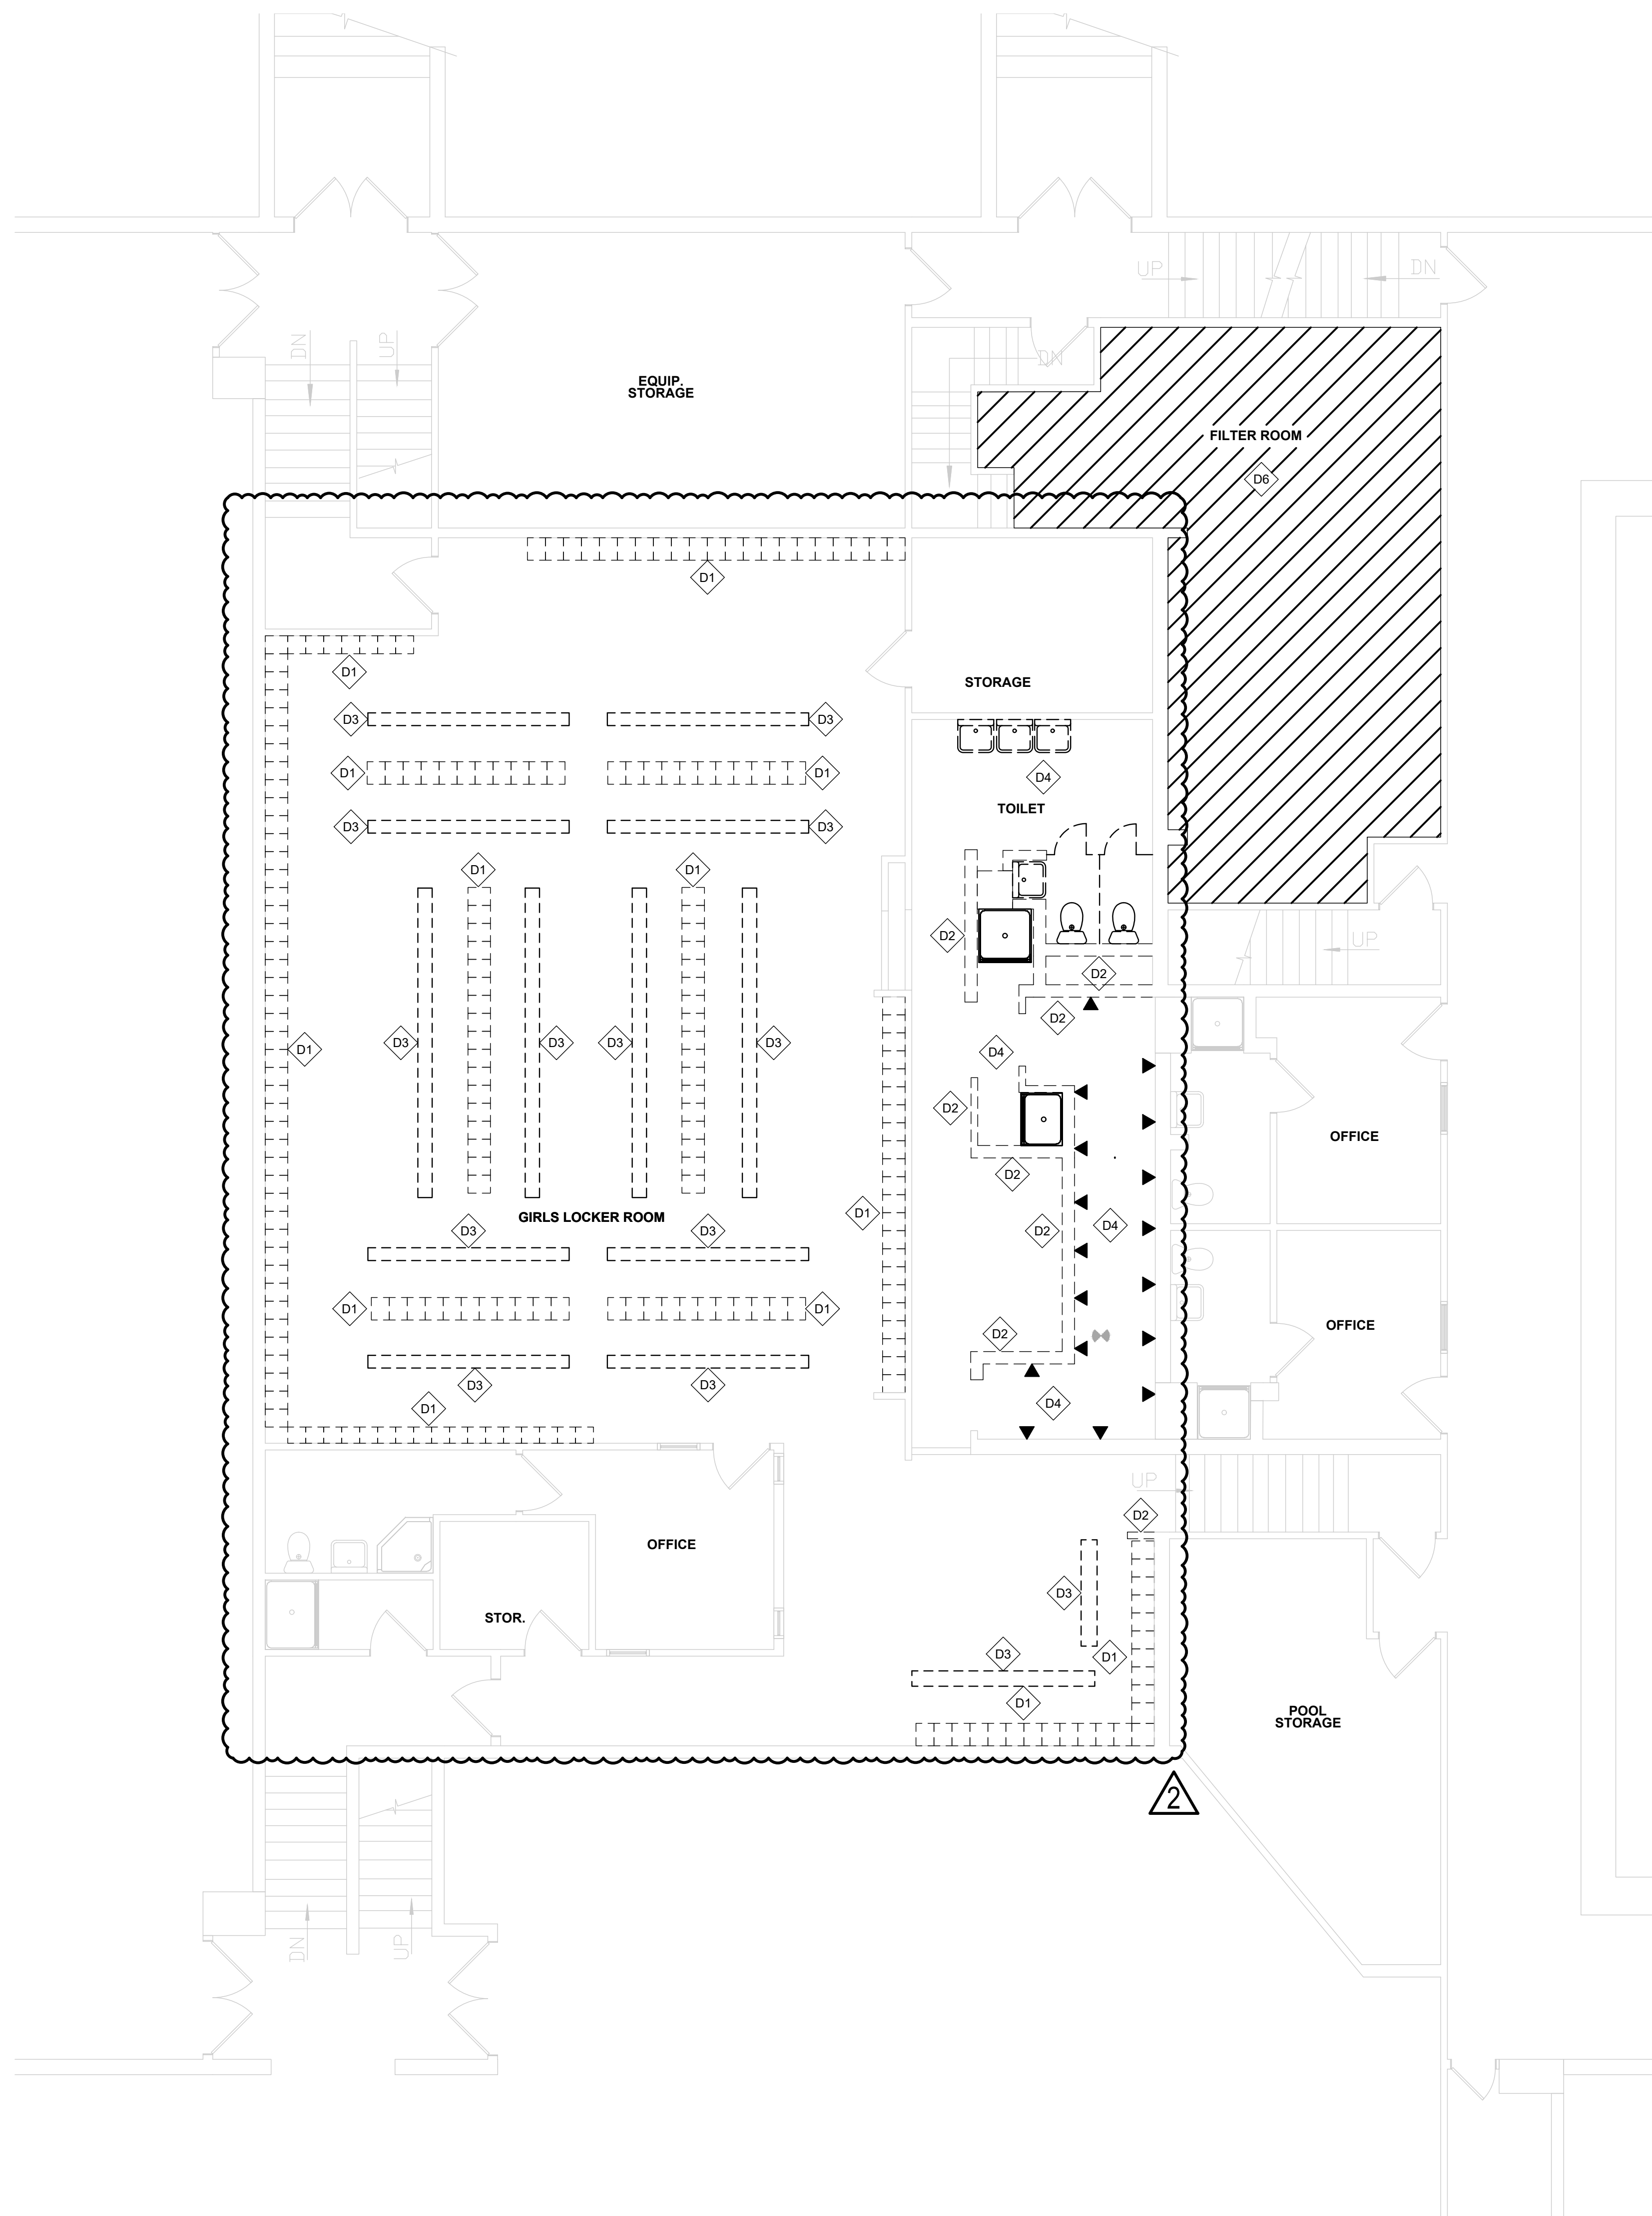 UP
DN
DN
UP
DN
EQUIP.
STORAGE
FILTER ROOM
D6
D1
D1
STORAGE
D3
D3
D1
D1
D4
TOILET
D3
D3
D1
D1
D2
UP
D2
D2
D3
D3
D3
D3
D1
D4
D2
OFFICE
D2
D1
GIRLS LOCKER ROOM
D4
D3
D3
D2
D1
D1
OFFICE
D2
D3
D3
D4
D1
UP
D2
OFFICE
D3
STOR.
D3
D1
D1
POOL
STORAGE
2
DN
UP